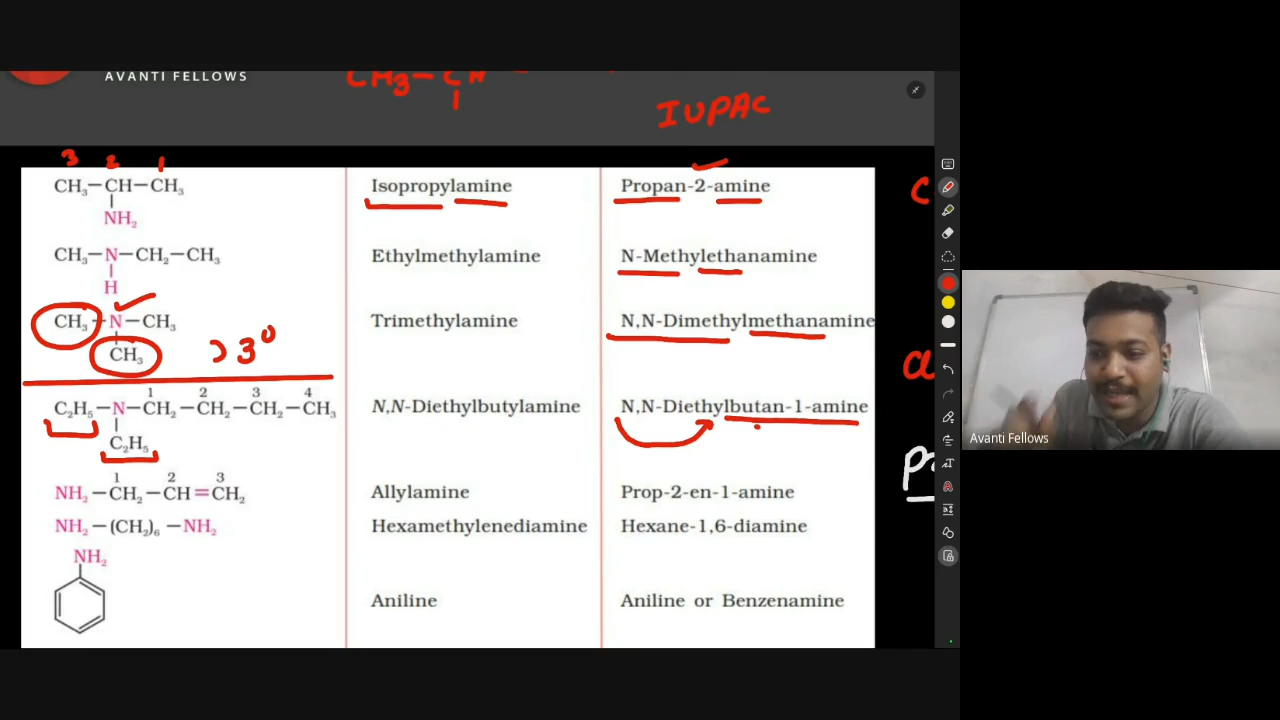 AVANTI FELLOWS
CH3-CH
IUPAC
3 2 1
CH₃-CH-CH₃ Isopropylamine Propan-2-amine
NH₂
CH₃-N-CH₂-CH₃ Ethylmethylamine N-Methylethanamine
H
CH₃-N-CH₃ Trimethylamine N,N-Dimethylmethanamine
CH₃
3°
1 2 3 4
C₂H₅-N-CH₂-CH₂-CH₂-CH₃ N,N-Diethylbutylamine N,N-Diethylbutan-1-amine
C₂H₅
1 2 3
NH₂-CH₂-CH=CH₂ Allylamine Prop-2-en-1-amine
NH₂-(CH₂)₆-NH₂ Hexamethylenediamine Hexane-1,6-diamine
NH₂
Aniline Aniline or Benzenamine
Avanti Fellows